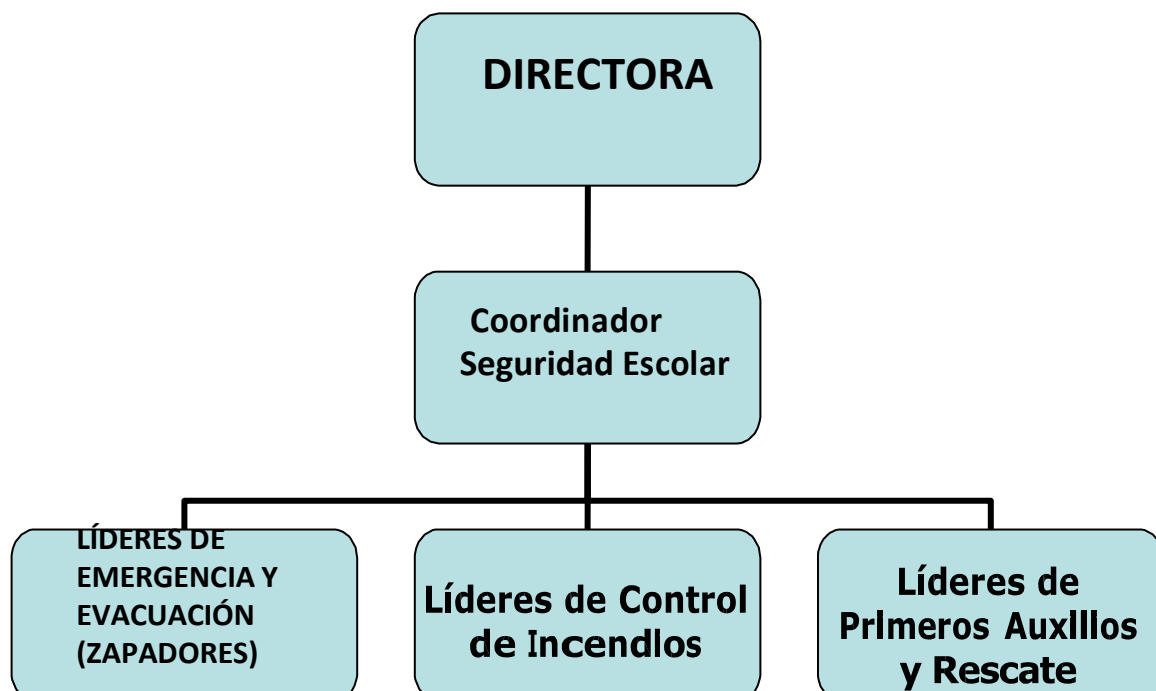 DIRECTORA
Coordinador
Seguridad Escolar
LÍDERES DE
EMERGENCIA Y
EVACUACIÓN
(ZAPADORES)
Líderes de Control
de Incendlos
Líderes de
Prlmeros Auxlllos
y Rescate